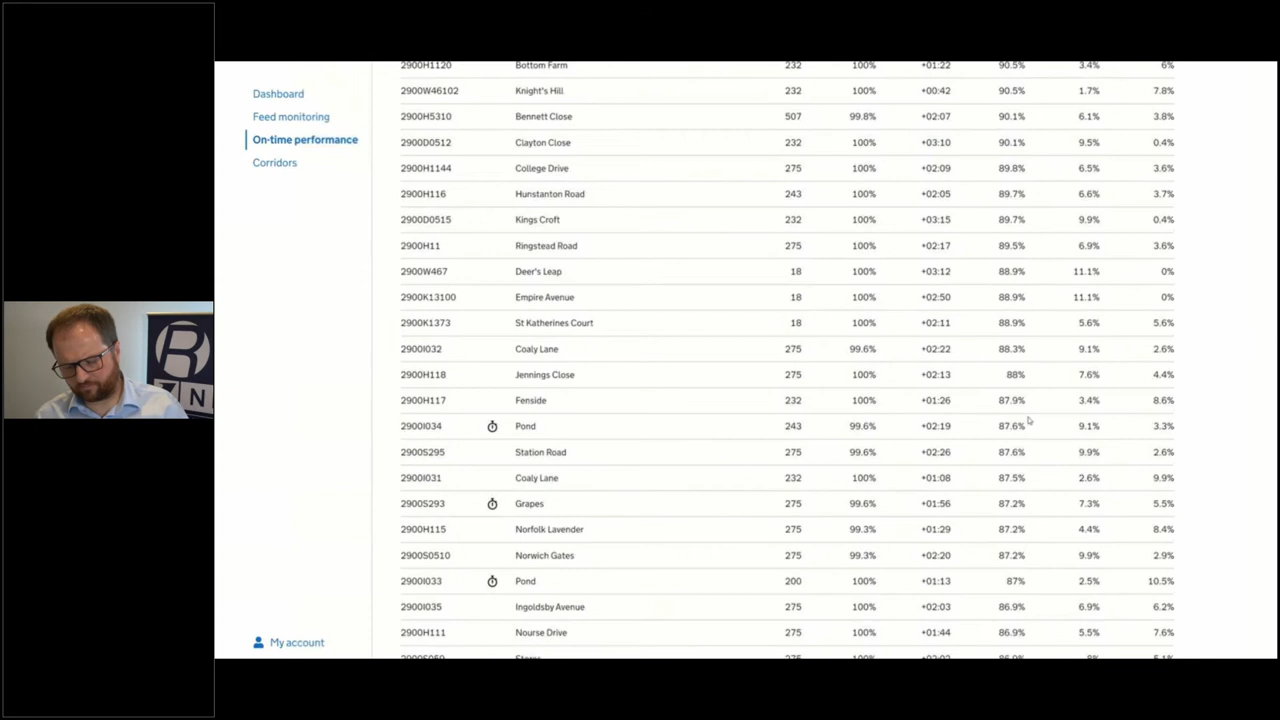 Dashboard
Feed monitoring
On-time performance
Corridors
My account
2900H1120 Bottom Farm 232 100% +01:22 90.5% 3.4% 6%
2900W46102 Knight's Hill 232 100% +00:42 90.5% 1.7% 7.8%
2900H5310 Bennett Close 507 99.8% +02:07 90.1% 6.1% 3.8%
2900D0512 Clayton Close 232 100% +03:10 90.1% 9.5% 0.4%
2900H1144 College Drive 275 100% +02:09 89.8% 6.5% 3.6%
2900H116 Hunstanton Road 243 100% +02:05 89.7% 6.6% 3.7%
2900D0515 Kings Croft 232 100% +03:15 89.7% 9.9% 0.4%
2900H11 Ringstead Road 275 100% +02:17 89.5% 6.9% 3.6%
2900W467 Deer's Leap 18 100% +03:12 88.9% 11.1% 0%
2900K13100 Empire Avenue 18 100% +02:50 88.9% 11.1% 0%
2900K1373 St Katherines Court 18 100% +02:11 88.9% 5.6% 5.6%
2900I032 Coaly Lane 275 99.6% +02:22 88.3% 9.1% 2.6%
2900H118 Jennings Close 275 100% +02:13 88% 7.6% 4.4%
2900H117 Fenside 232 100% +01:26 87.9% 3.4% 8.6%
2900I034 Pond 243 99.6% +02:19 87.6% 9.1% 3.3%
2900S295 Station Road 275 99.6% +02:26 87.6% 9.9% 2.6%
2900I031 Coaly Lane 232 100% +01:08 87.5% 2.6% 9.9%
2900S293 Grapes 275 99.6% +01:56 87.2% 7.3% 5.5%
2900H115 Norfolk Lavender 275 99.3% +01:29 87.2% 4.4% 8.4%
2900S0510 Norwich Gates 275 99.3% +02:20 87.2% 9.9% 2.9%
2900I033 Pond 200 100% +01:13 87% 2.5% 10.5%
2900I035 Ingoldsby Avenue 275 100% +02:03 86.9% 6.9% 6.2%
2900H111 Nourse Drive 275 100% +01:44 86.9% 5.5% 7.6%
R
N